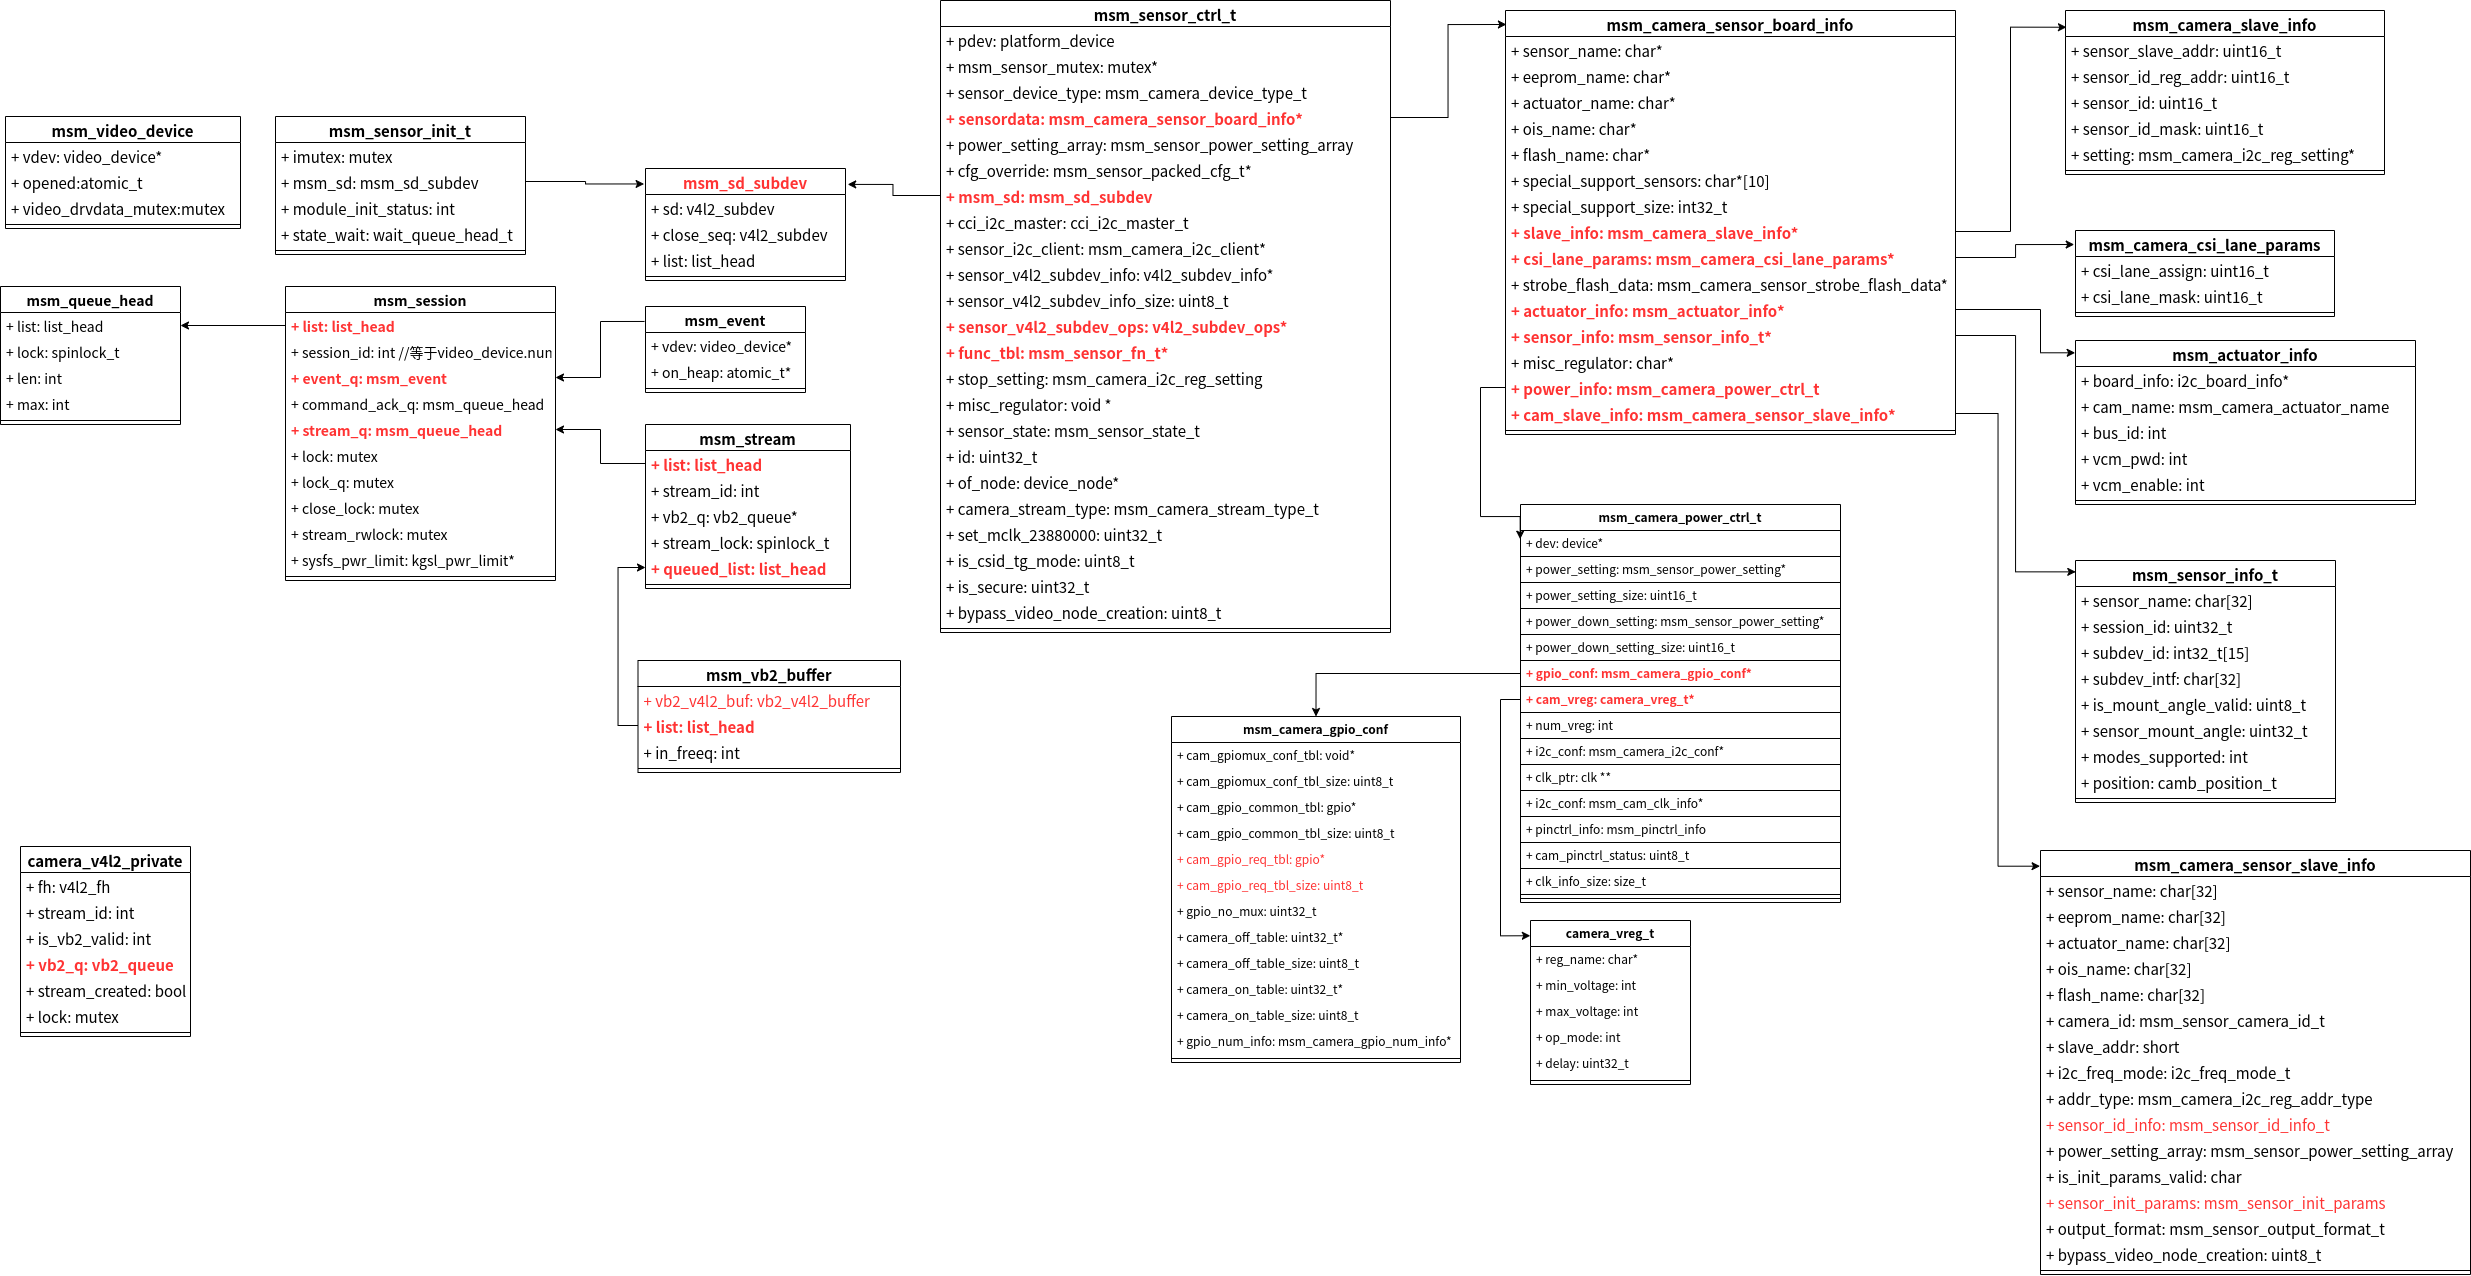 msm_video_device
+ vdev: video_device*
+ opened:atomic_t
+ video_drvdata_mutex:mutex
msm_sensor_init_t
+ imutex: mutex
+ msm_sd: msm_sd_subdev
+ module_init_status: int
+ state_wait: wait_queue_head_t
msm_sd_subdev
+ sd: v4l2_subdev
+ close_seq: v4l2_subdev
+ list: list_head
msm_queue_head
+ list: list_head
+ lock: spinlock_t
+ len: int
+ max: int
msm_session
+ list: list_head
+ session_id: int //等于video_device.num
+ event_q: msm_event
+ command_ack_q: msm_queue_head
+ stream_q: msm_queue_head
+ lock: mutex
+ lock_q: mutex
+ close_lock: mutex
+ stream_rwlock: mutex
+ sysfs_pwr_limit: kgsl_pwr_limit*
msm_event
+ vdev: video_device*
+ on_heap: atomic_t*
msm_stream
+ list: list_head
+ stream_id: int
+ vb2_q: vb2_queue*
+ stream_lock: spinlock_t
+ queued_list: list_head
msm_vb2_buffer
+ vb2_v4l2_buf: vb2_v4l2_buffer
+ list: list_head
+ in_freeq: int
camera_v4l2_private
+ fh: v4l2_fh
+ stream_id: int
+ is_vb2_valid: int
+ vb2_q: vb2_queue
+ stream_created: bool
+ lock: mutex
msm_sensor_ctrl_t
+ pdev: platform_device
+ msm_sensor_mutex: mutex*
+ sensor_device_type: msm_camera_device_type_t
+ sensordata: msm_camera_sensor_board_info*
+ power_setting_array: msm_sensor_power_setting_array
+ cfg_override: msm_sensor_packed_cfg_t*
+ msm_sd: msm_sd_subdev
+ cci_i2c_master: cci_i2c_master_t
+ sensor_i2c_client: msm_camera_i2c_client*
+ sensor_v4l2_subdev_info: v4l2_subdev_info*
+ sensor_v4l2_subdev_info_size: uint8_t
+ sensor_v4l2_subdev_ops: v4l2_subdev_ops*
+ func_tbl: msm_sensor_fn_t*
+ stop_setting: msm_camera_i2c_reg_setting
+ misc_regulator: void *
+ sensor_state: msm_sensor_state_t
+ id: uint32_t
+ of_node: device_node*
+ camera_stream_type: msm_camera_stream_type_t
+ set_mclk_23880000: uint32_t
+ is_csid_tg_mode: uint8_t
+ is_secure: uint32_t
+ bypass_video_node_creation: uint8_t
msm_camera_sensor_board_info
+ sensor_name: char*
+ eeprom_name: char*
+ actuator_name: char*
+ ois_name: char*
+ flash_name: char*
+ special_support_sensors: char*[10]
+ special_support_size: int32_t
+ slave_info: msm_camera_slave_info*
+ csi_lane_params: msm_camera_csi_lane_params*
+ strobe_flash_data: msm_camera_sensor_strobe_flash_data*
+ actuator_info: msm_actuator_info*
+ sensor_info: msm_sensor_info_t*
+ misc_regulator: char*
+ power_info: msm_camera_power_ctrl_t
+ cam_slave_info: msm_camera_sensor_slave_info*
msm_camera_power_ctrl_t
+ dev: device*
+ power_setting: msm_sensor_power_setting*
+ power_setting_size: uint16_t
+ power_down_setting: msm_sensor_power_setting*
+ power_down_setting_size: uint16_t
+ gpio_conf: msm_camera_gpio_conf*
+ cam_vreg: camera_vreg_t*
+ num_vreg: int
+ i2c_conf: msm_camera_i2c_conf*
+ clk_ptr: clk **
+ i2c_conf: msm_cam_clk_info*
+ pinctrl_info: msm_pinctrl_info
+ cam_pinctrl_status: uint8_t
+ clk_info_size: size_t
msm_camera_gpio_conf
+ cam_gpiomux_conf_tbl: void*
+ cam_gpiomux_conf_tbl_size: uint8_t
+ cam_gpio_common_tbl: gpio*
+ cam_gpio_common_tbl_size: uint8_t
+ cam_gpio_req_tbl: gpio*
+ cam_gpio_req_tbl_size: uint8_t
+ gpio_no_mux: uint32_t
+ camera_off_table: uint32_t*
+ camera_off_table_size: uint8_t
+ camera_on_table: uint32_t*
+ camera_on_table_size: uint8_t
+ gpio_num_info: msm_camera_gpio_num_info*
camera_vreg_t
+ reg_name: char*
+ min_voltage: int
+ max_voltage: int
+ op_mode: int
+ delay: uint32_t
msm_camera_slave_info
+ sensor_slave_addr: uint16_t
+ sensor_id_reg_addr: uint16_t
+ sensor_id: uint16_t
+ sensor_id_mask: uint16_t
+ setting: msm_camera_i2c_reg_setting*
msm_camera_csi_lane_params
+ csi_lane_assign: uint16_t
+ csi_lane_mask: uint16_t
msm_actuator_info
+ board_info: i2c_board_info*
+ cam_name: msm_camera_actuator_name
+ bus_id: int
+ vcm_pwd: int
+ vcm_enable: int
msm_sensor_info_t
+ sensor_name: char[32]
+ session_id: uint32_t
+ subdev_id: int32_t[15]
+ subdev_intf: char[32]
+ is_mount_angle_valid: uint8_t
+ sensor_mount_angle: uint32_t
+ modes_supported: int
+ position: camb_position_t
msm_camera_sensor_slave_info
+ sensor_name: char[32]
+ eeprom_name: char[32]
+ actuator_name: char[32]
+ ois_name: char[32]
+ flash_name: char[32]
+ camera_id: msm_sensor_camera_id_t
+ slave_addr: short
+ i2c_freq_mode: i2c_freq_mode_t
+ addr_type: msm_camera_i2c_reg_addr_type
+ sensor_id_info: msm_sensor_id_info_t
+ power_setting_array: msm_sensor_power_setting_array
+ is_init_params_valid: char
+ sensor_init_params: msm_sensor_init_params
+ output_format: msm_sensor_output_format_t
+ bypass_video_node_creation: uint8_t